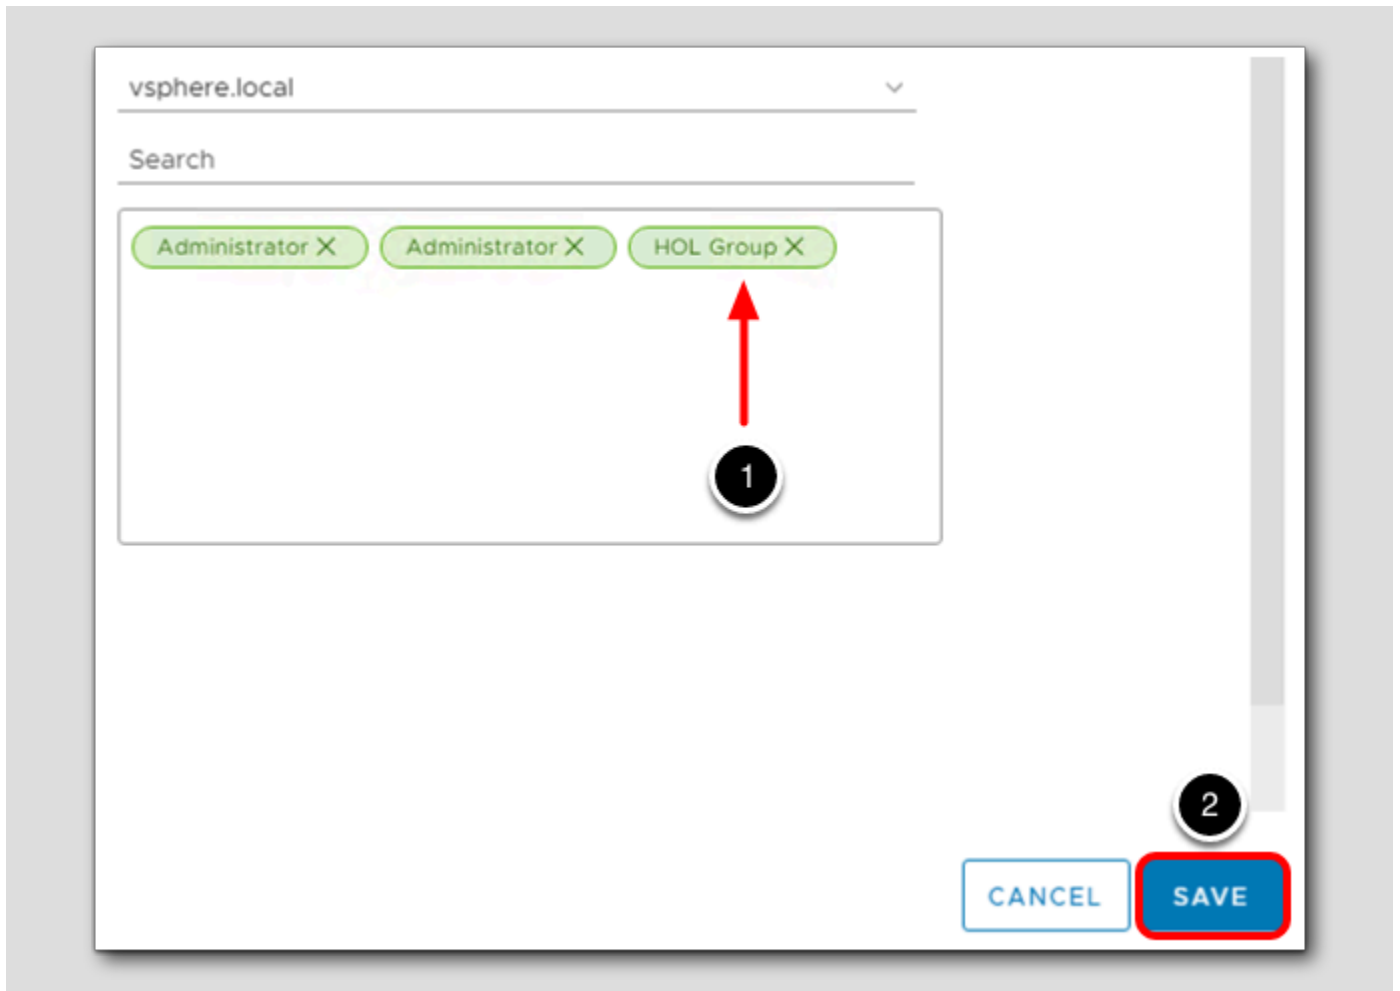 vsphere.local
Search
Administrator Administrator HOL Group
1
2
CANCEL SAVE